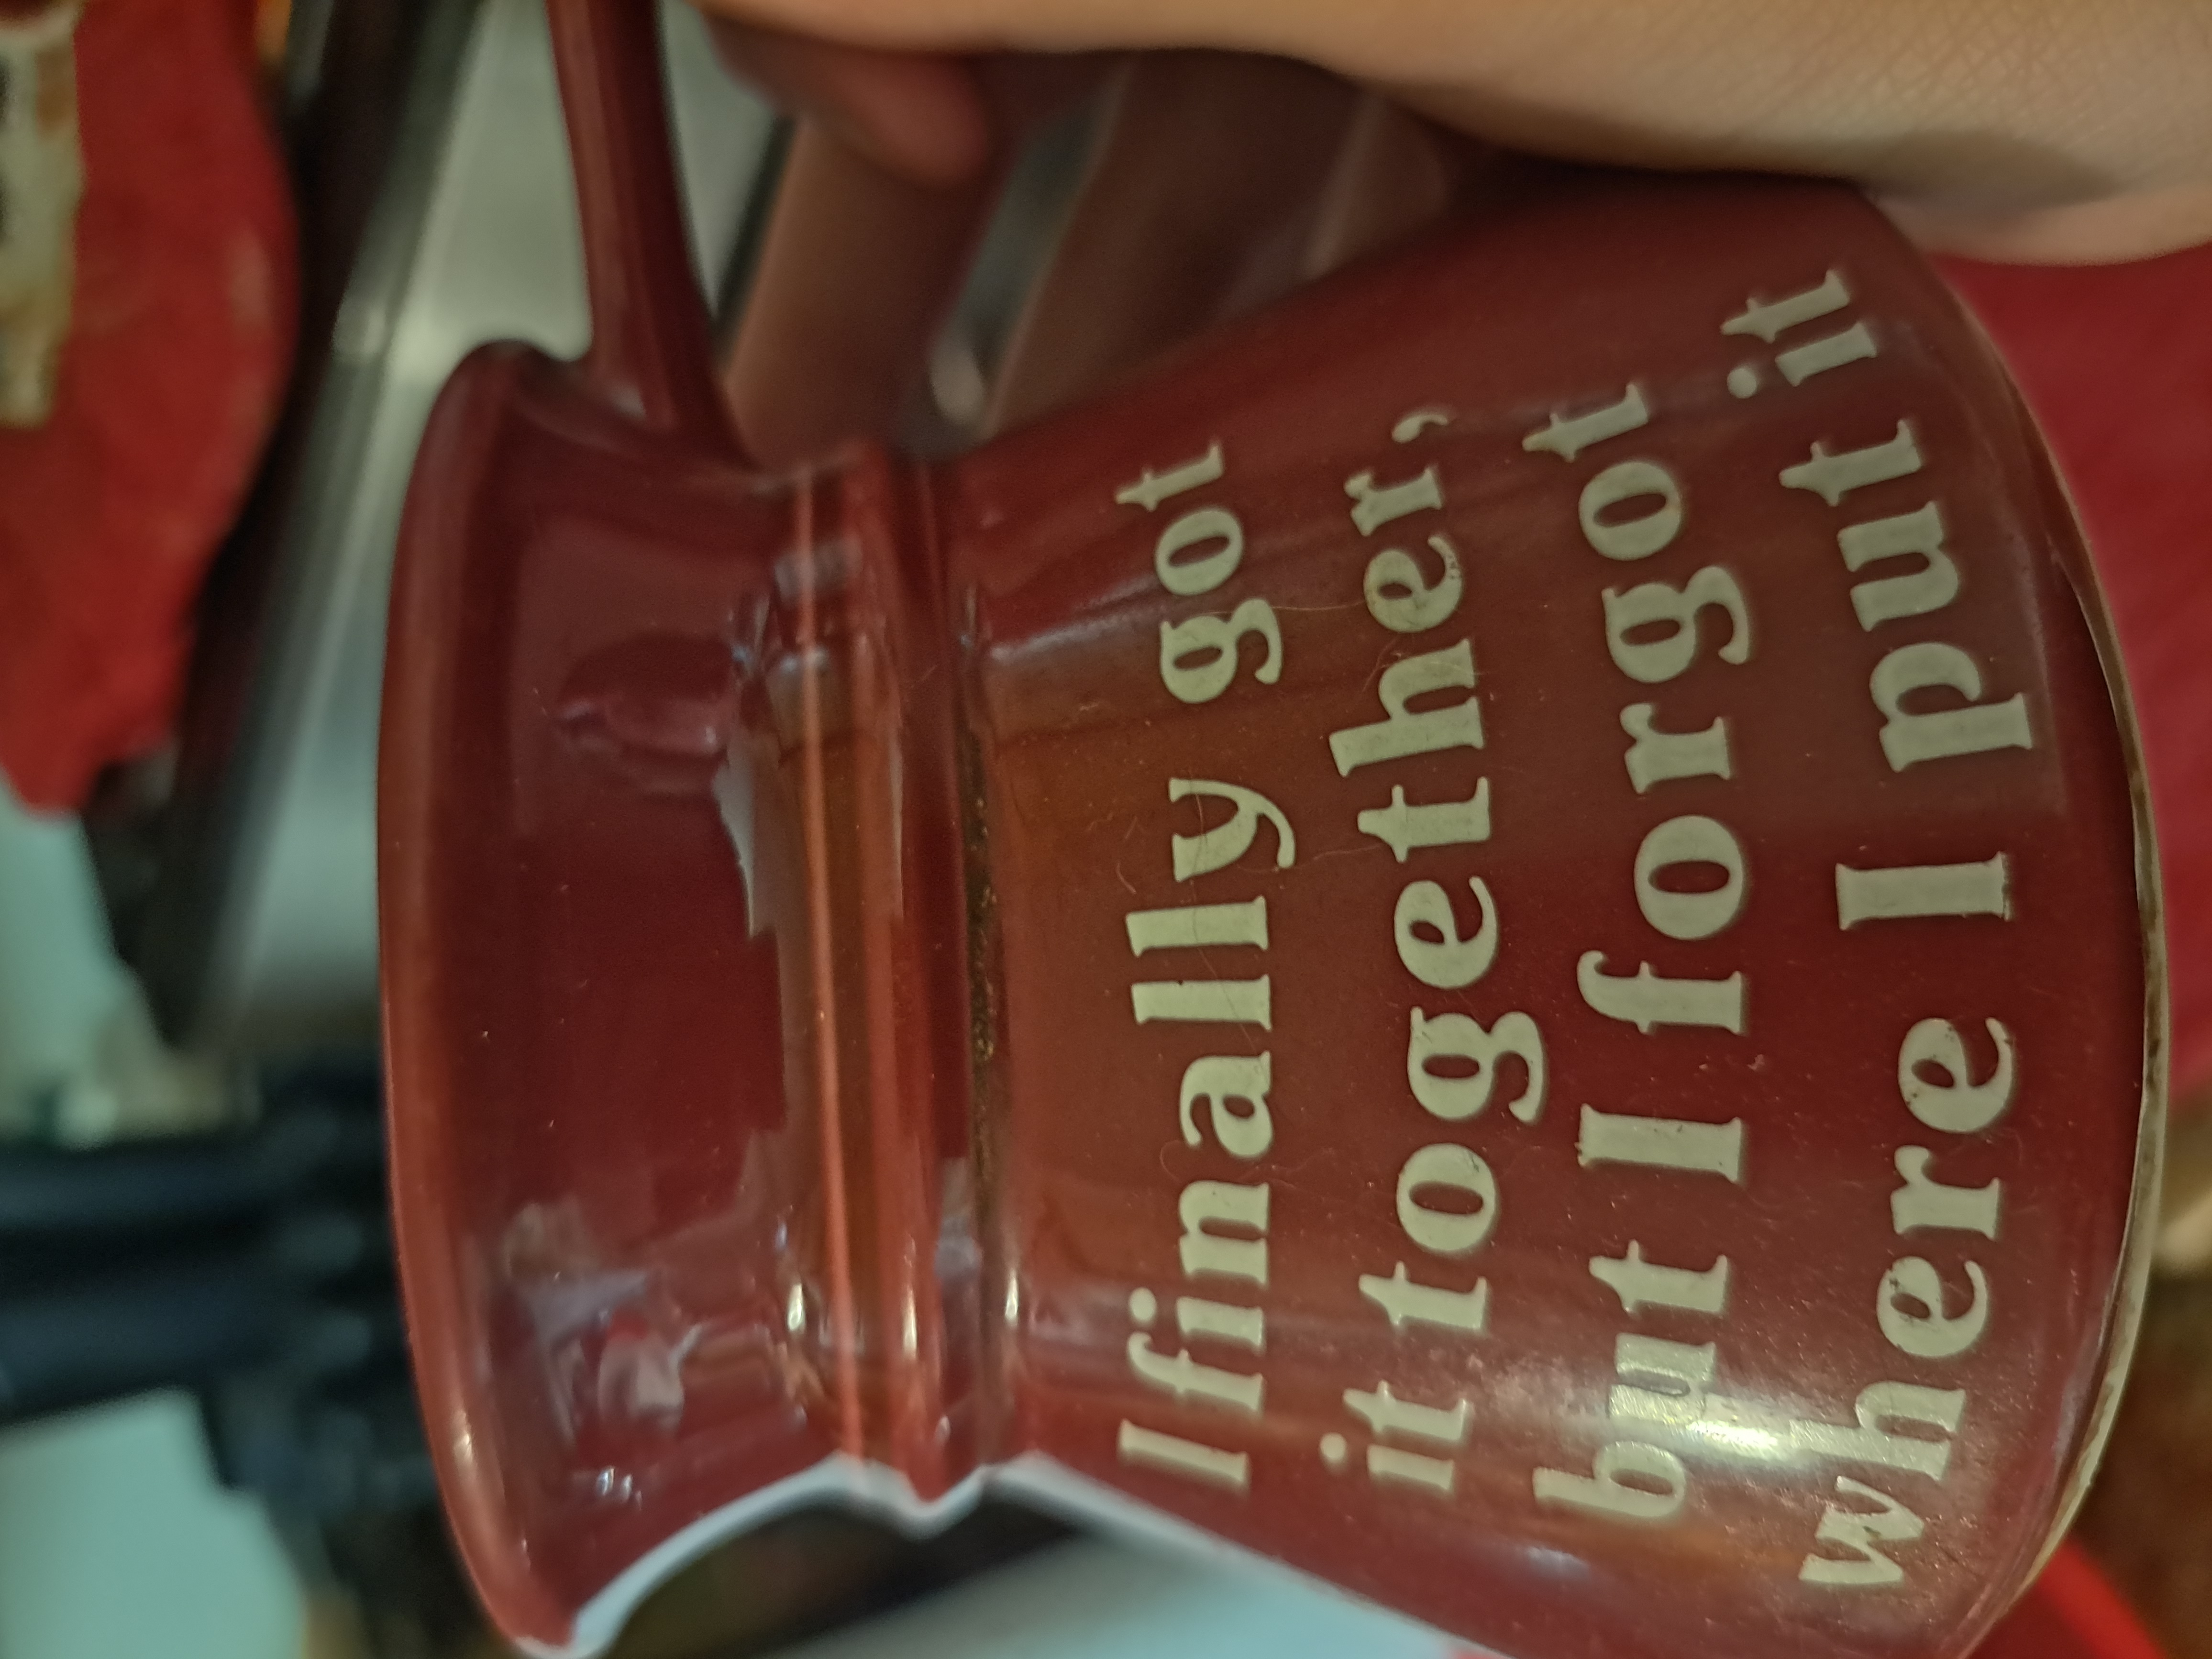 I finally got
it together,
but I forgot
where I put it